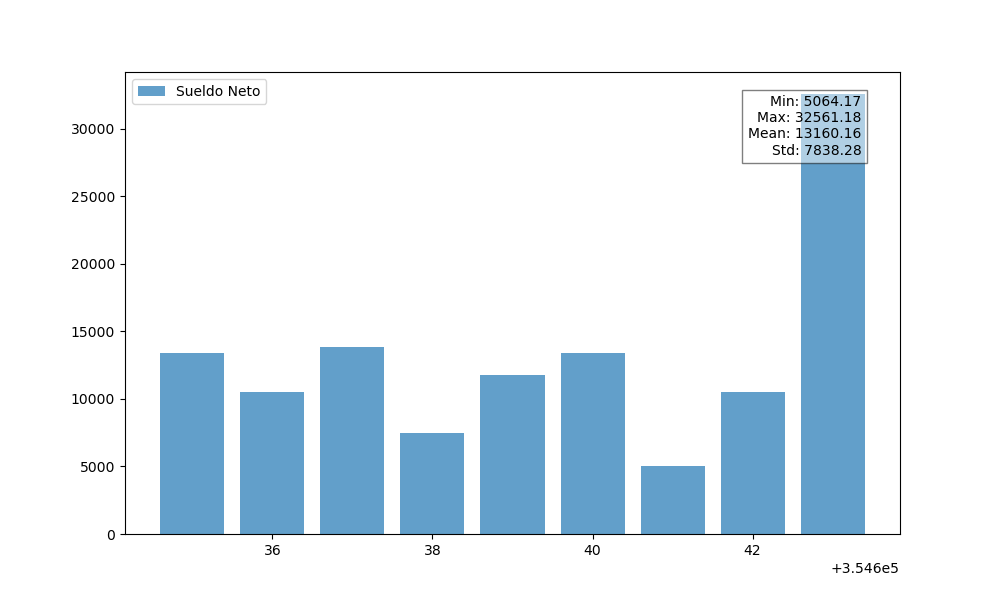 Sueldo Neto
Min: 5064.17
Max: 32561.18
Mean: 13160.16
Std: 7838.28
30000
25000
20000
15000
10000
5000
0
36 38 40 42
+3.546e5